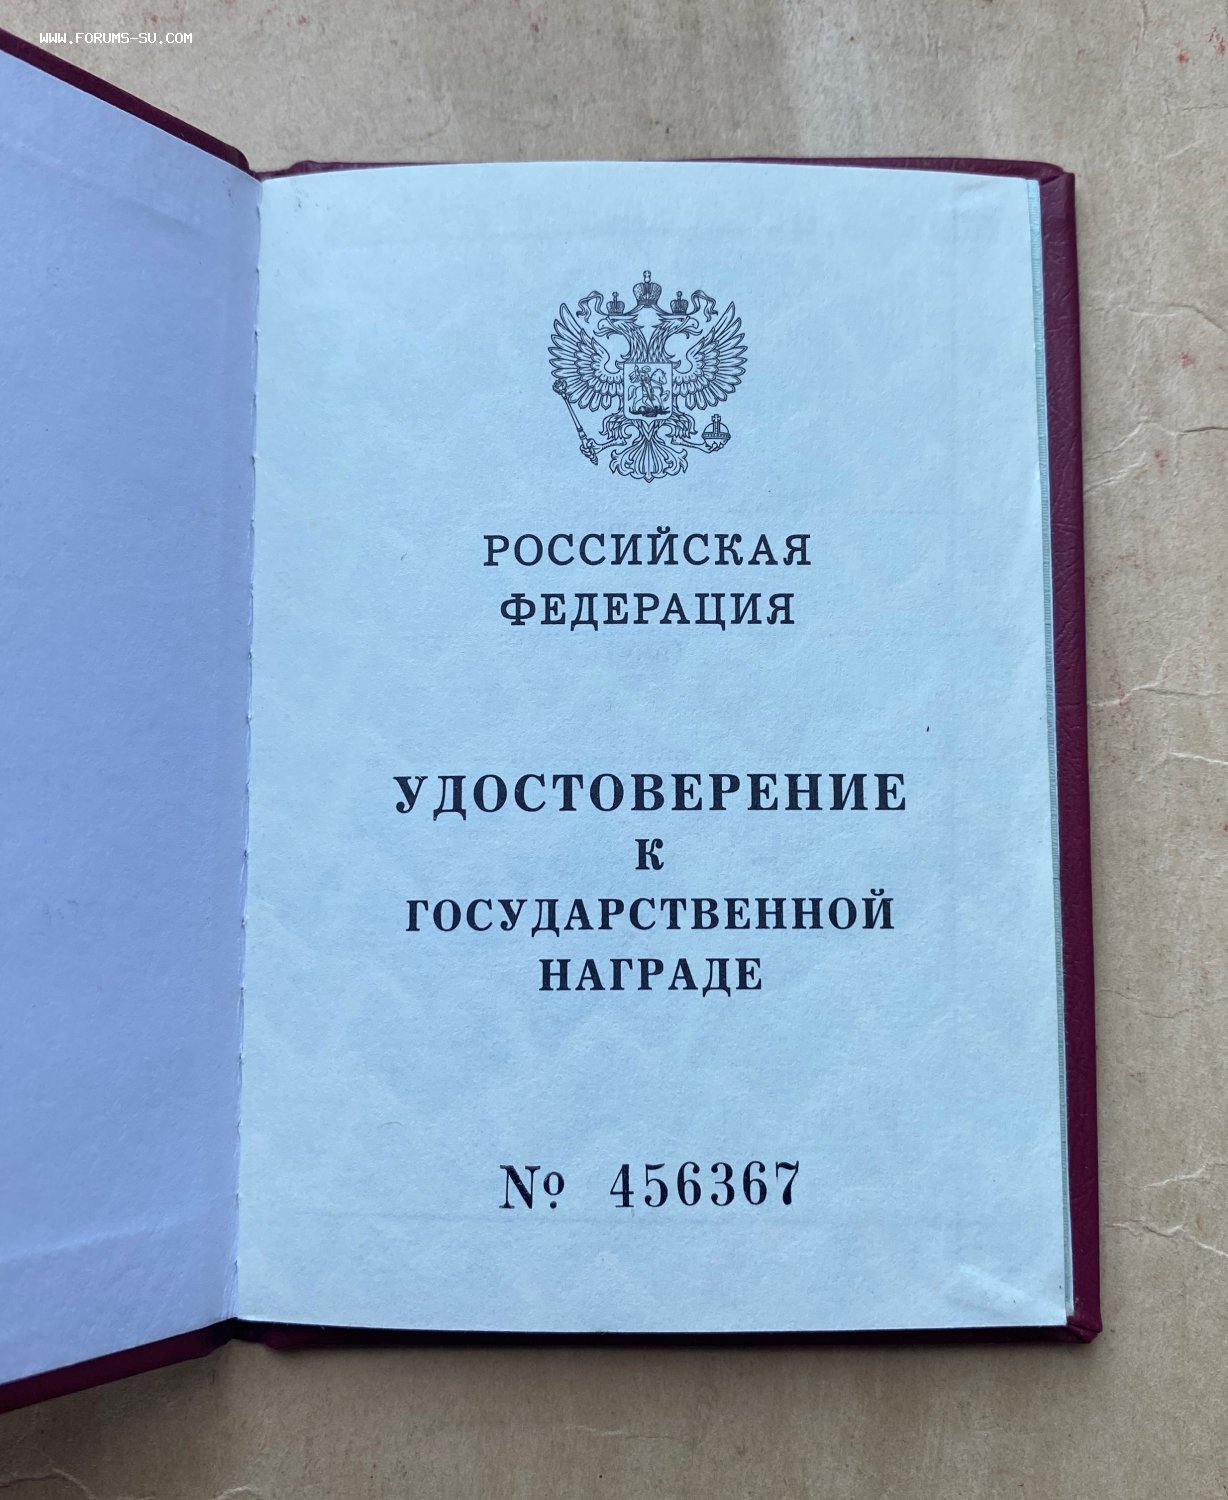 WWW.FORUMS-SU.COM
РОССИЙСКАЯ
ФЕДЕРАЦИЯ
УДОСТОВЕРЕНИЕ
К
ГОСУДАРСТВЕННОЙ
НАГРАДЕ
№ 456367